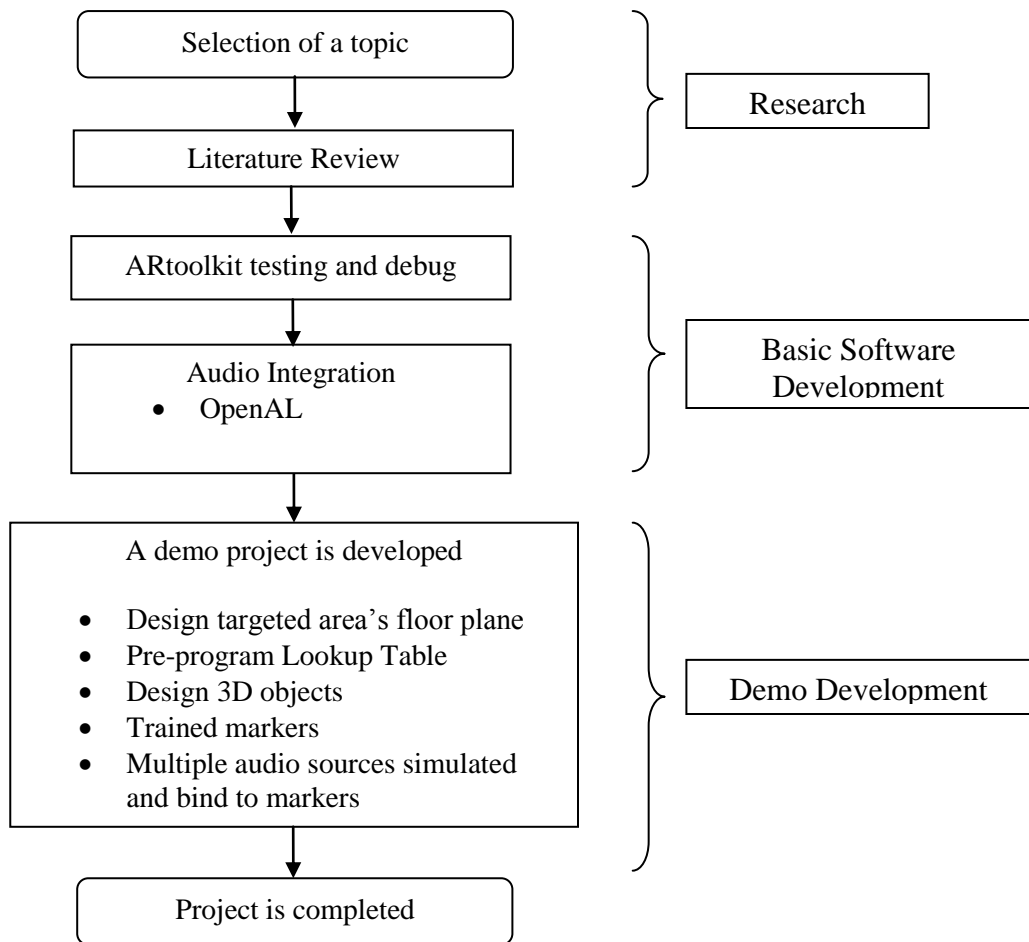 Selection of a topic
Research
Literature Review
ARtoolkit testing and debug
Audio Integration
• OpenAL
Basic Software
Development
A demo project is developed
• Design targeted area’s floor plane
• Pre-program Lookup Table
• Design 3D objects
• Trained markers
• Multiple audio sources simulated
and bind to markers
Demo Development
Project is completed